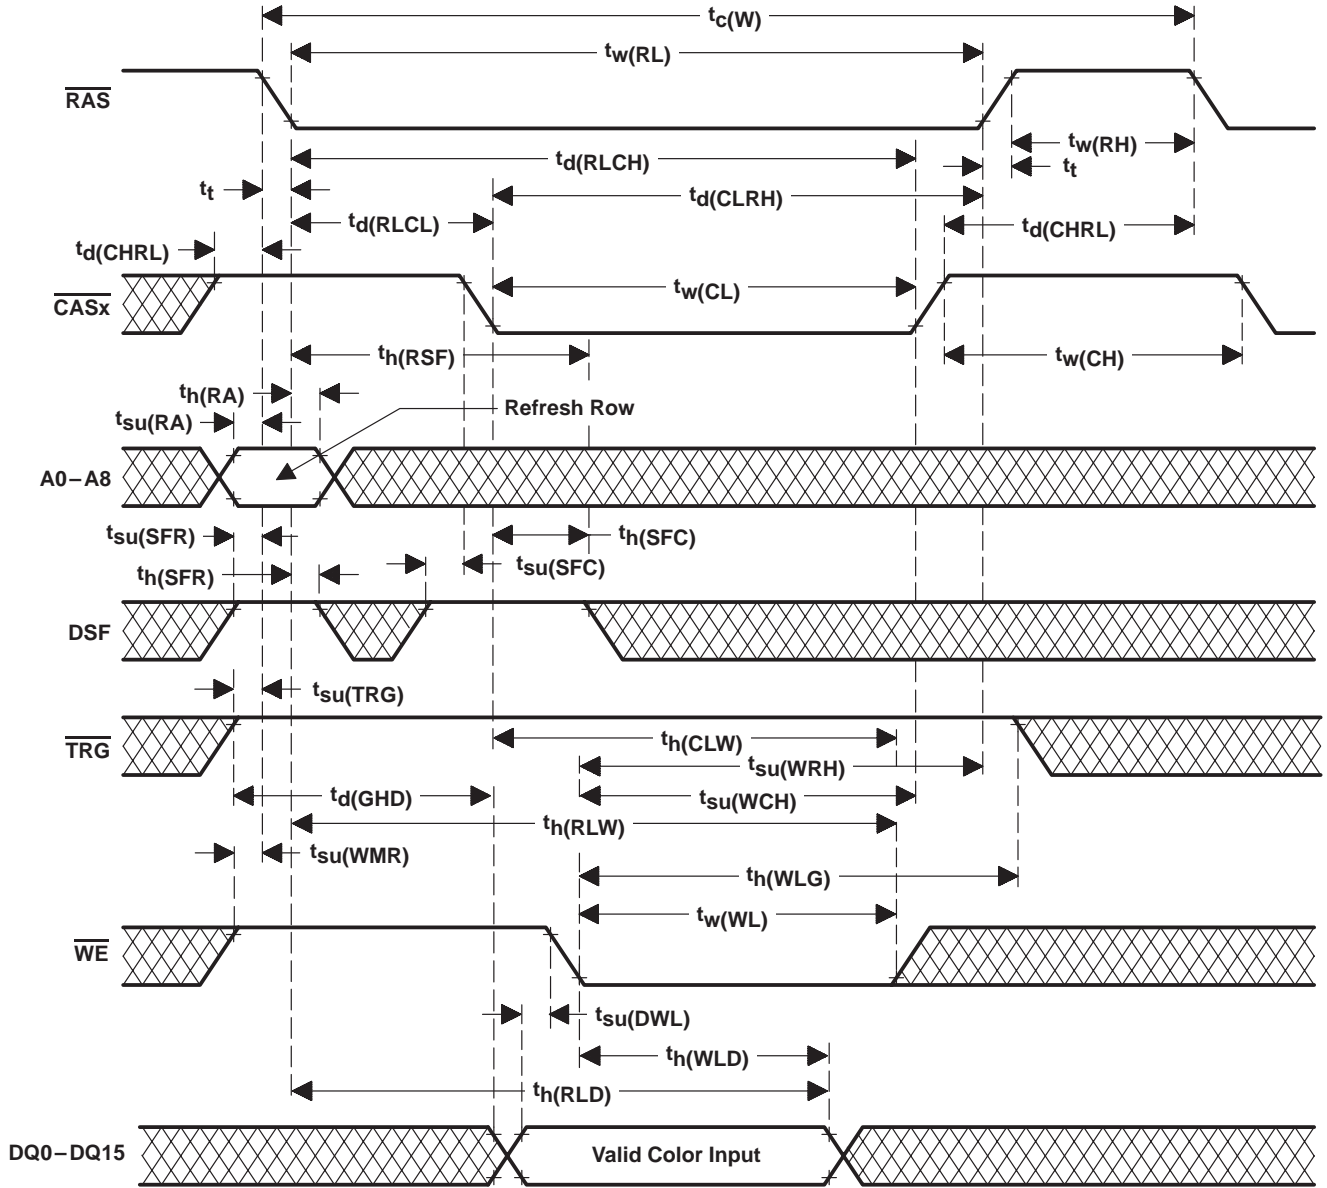 tc(W)
tw(RL)
RAS
tw(RH)
td(RLCH)
tt
tt
td(CLRH)
td(RLCL)
td(CHRL)
td(CHRL)
CASx
tw(CL)
th(RSF)
tw(CH)
th(RA)
tsu(RA)
Refresh Row
A0–A8
tsu(SFR)
th(SFC)
tsu(SFC)
th(SFR)
DSF
tsu(TRG)
TRG
th(CLW)
tsu(WRH)
td(GHD)
tsu(WCH)
th(RLW)
tsu(WMR)
th(WLG)
tw(WL)
WE
tsu(DWL)
th(WLD)
th(RLD)
DQ0–DQ15
Valid Color Input